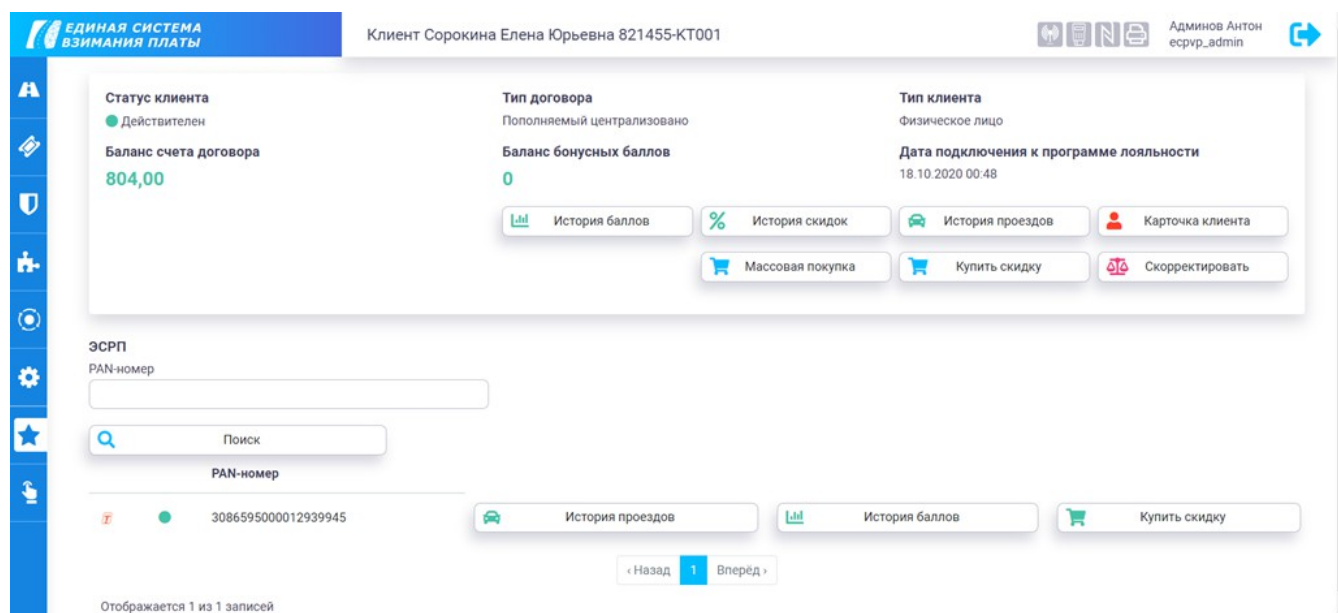 ЕДИНАЯ СИСТЕМА
ВЗИМАНИЯ ПЛАТЫ
Клиент Сорокина Елена Юрьевна 821455-KT001
Админов Антон
ecpvp_admin
Статус клиента
Действителен
Тип договора
Пополняемый централизовано
Тип клиента
Физическое лицо
Баланс счета договора
804,00
Баланс бонусных баллов
0
Дата подключения к программе лояльности
18.10.2020 00:48
История баллов
История скидок
История проездов
Карточка клиента
Массовая покупка
Купить скидку
Скорректировать
ЭСРП
PAN-номер
Поиск
PAN-номер
T 3086595000012939945 История проездов История баллов Купить скидку
‹ Назад 1 Вперёд ›
Отображается 1 из 1 записей